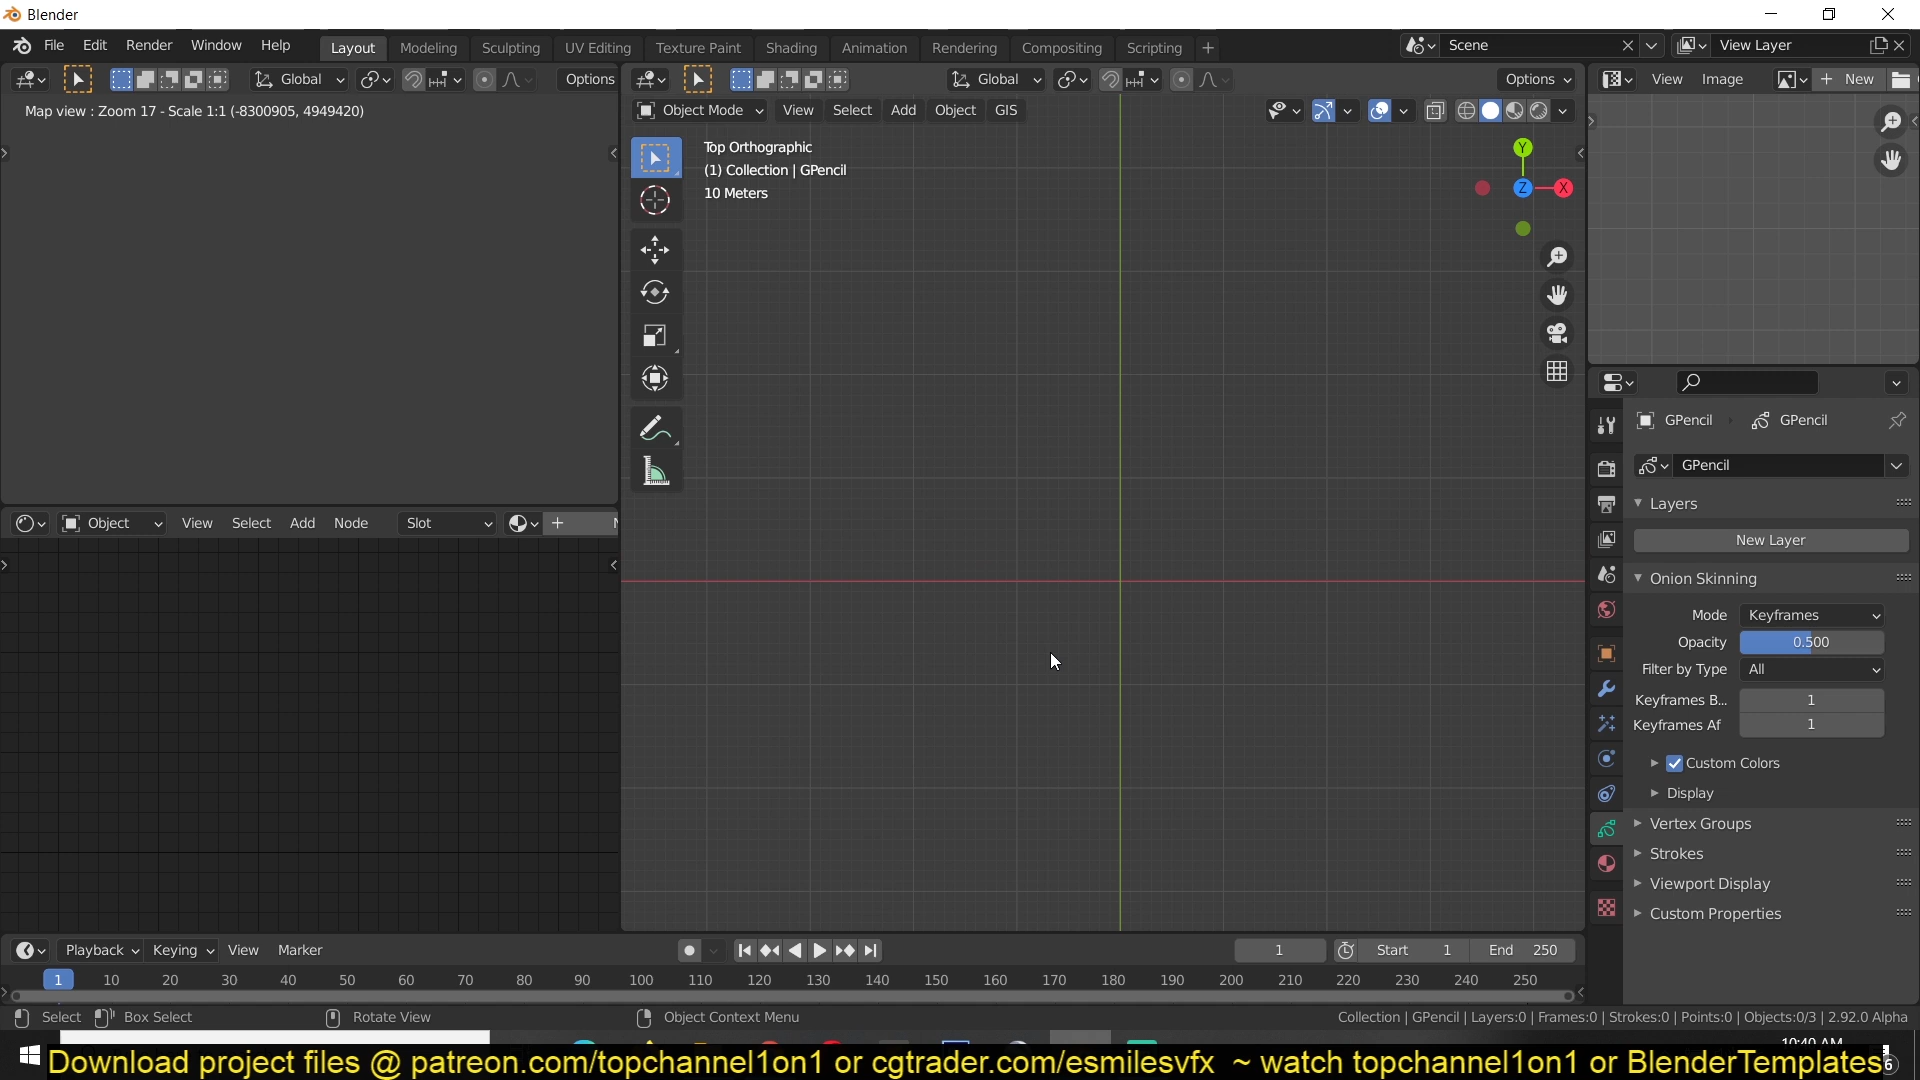 Blender
File Edit Render Window Help Layout Modeling Sculpting UV Editing Texture Paint Shading Animation Rendering Compositing Scripting + Scene View Layer
Global Options Global Options View Image New
Map view : Zoom 17 - Scale 1:1 (-8300905, 4949420)
Object Mode View Select Add Object GIS
Top Orthographic
(1) Collection | GPencil
10 Meters
Y
Z X
GPencil GPencil
GPencil
Layers
New Layer
Onion Skinning
Mode Keyframes
Opacity 0.500
Filter by Type All
Keyframes B... 1
Keyframes Af 1
Custom Colors
Display
Vertex Groups
Strokes
Viewport Display
Custom Properties
Object View Select Add Node Slot
Playback Keying View Marker 1 Start 1 End 250
1 10 20 30 40 50 60 70 80 90 100 110 120 130 140 150 160 170 180 190 200 210 220 230 240 250
Select Box Select Rotate View Object Context Menu Collection | GPencil | Layers:0 | Frames:0 | Strokes:0 | Points:0 | Objects:0/3 | 2.92.0 Alpha
10:40 AM
Download project files @ patreon.com/topchannel1on1 or cgtrader.com/esmilesvfx ~ watch topchannel1on1 or BlenderTemplates
6